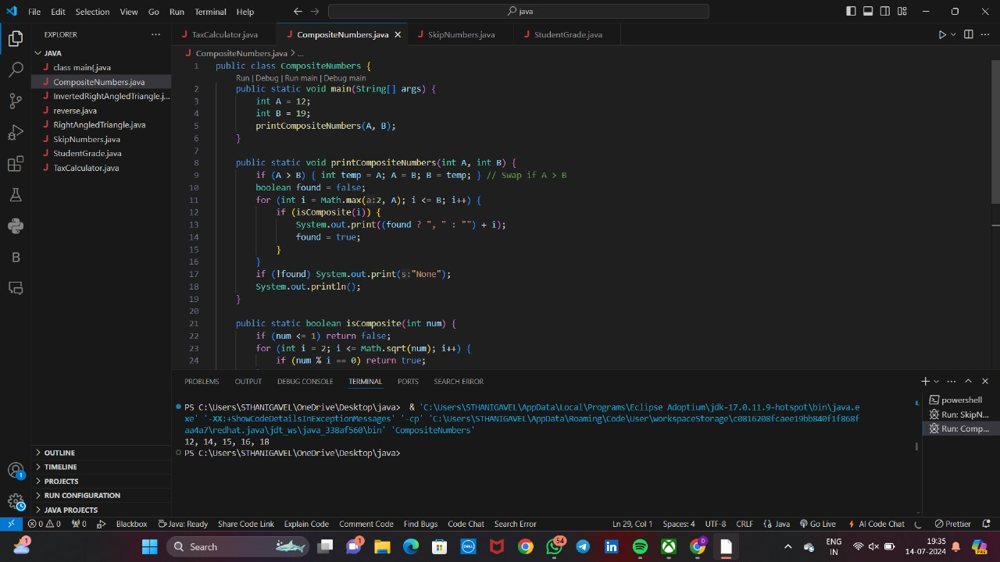 File Edit Selection View Go Run Terminal Help
java
EXPLORER
TaxCalculator.java
CompositeNumbers.java
SkipNumbers.java
StudentGrade.java
JAVA
class main{.java
CompositeNumbers.java
InvertedRightAngledTriangle.j...
reverse.java
RightAngledTriangle.java
SkipNumbers.java
StudentGrade.java
TaxCalculator.java
OUTLINE
TIMELINE
PROJECTS
RUN CONFIGURATION
JAVA PROJECTS
CompositeNumbers.java > ...
1 public class CompositeNumbers {
Run | Debug | Run main | Debug main
2 public static void main(String[] args) {
3 int A = 12;
4 int B = 19;
5 printCompositeNumbers(A, B);
6 }
7
8 public static void printCompositeNumbers(int A, int B) {
9 if (A > B) { int temp = A; A = B; B = temp; } // Swap if A > B
10 boolean found = false;
11 for (int i = Math.max(a:2, A); i <= B; i++) {
12 if (isComposite(i)) {
13 System.out.print((found ? ", " : "") + i);
14 found = true;
15 }
16 }
17 if (!found) System.out.print(s:"None");
18 System.out.println();
19 }
20
21 public static boolean isComposite(int num) {
22 if (num <= 1) return false;
23 for (int i = 2; i <= Math.sqrt(num); i++) {
24 if (num % i == 0) return true;
PROBLEMS OUTPUT DEBUG CONSOLE TERMINAL PORTS SEARCH ERROR
PS C:\Users\STHANIGAVEL\OneDrive\Desktop\java> & 'C:\Users\STHANIGAVEL\AppData\Local\Programs\Eclipse Adoptium\jdk-17.0.11.9-hotspot\bin\java.e
xe' '-XX:+ShowCodeDetailsInExceptionMessages' '-cp' 'C:\Users\STHANIGAVEL\AppData\Roaming\Code\User\workspaceStorage\c0816208fcaee19bb840f1f868f
aa4a7\redhat.java\jdt_ws\java_338af560\bin' 'CompositeNumbers'
12, 14, 15, 16, 18
PS C:\Users\STHANIGAVEL\OneDrive\Desktop\java>
powershell
Run: SkipN...
Run: Comp...
B
1
0 0 0 Blackbox Java: Ready Share Code Link Explain Code Comment Code Find Bugs Code Chat Search Error Ln 29, Col 1 Spaces: 4 UTF-8 CRLF {} Java Go Live AI Code Chat Prettier
1 Search 1 DELL 54 in D ENG 19:35 PRE
IN 14-07-2024